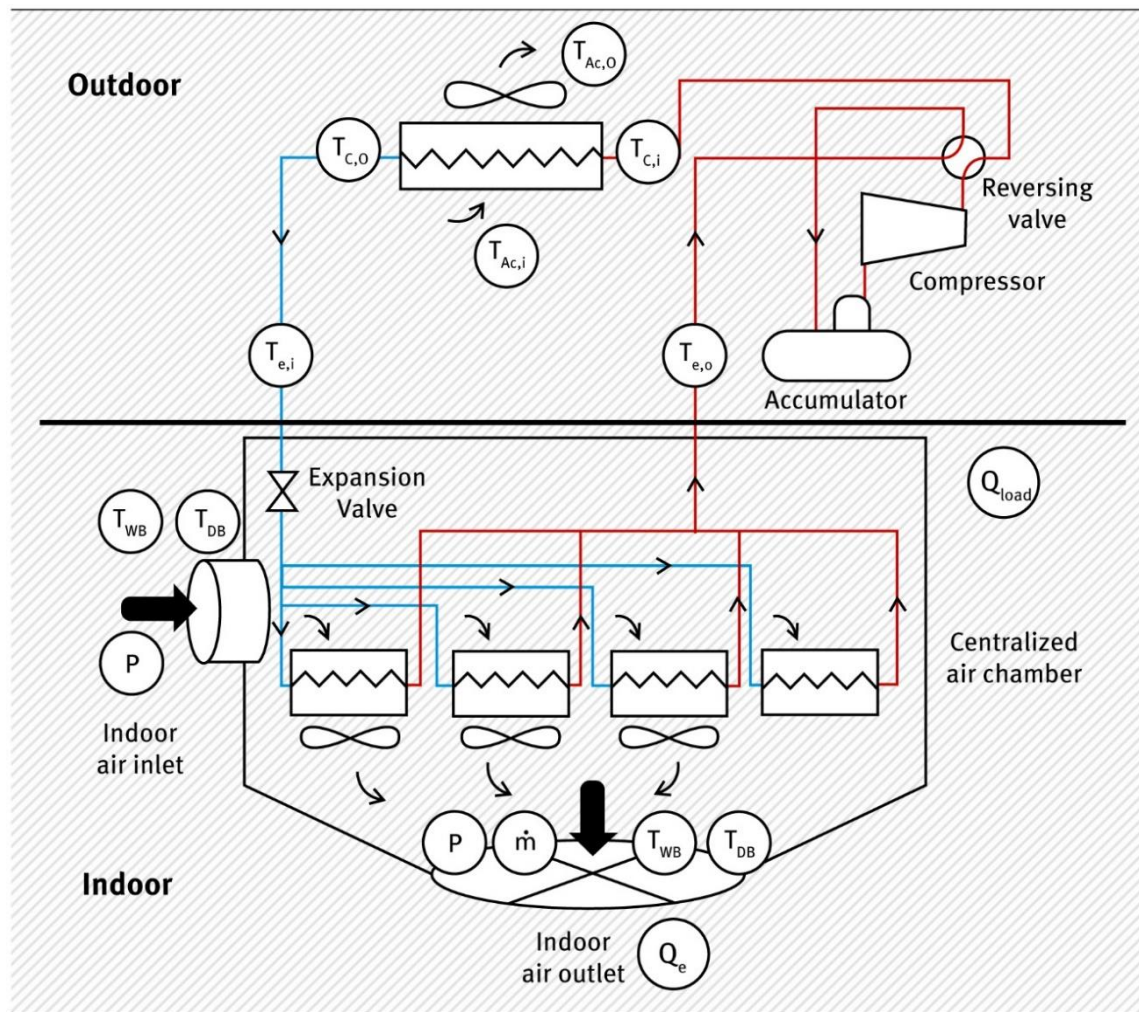 Outdoor
T_Ac,O
T_C,O
T_C,i
T_Ac,i
Reversing
valve
Compressor
T_e,i
T_e,o
Accumulator
Expansion
Valve
Q_load
T_WB
T_DB
P
Indoor
air inlet
Centralized
air chamber
P
ṁ
T_WB
T_DB
Indoor
Indoor
air outlet
Q_e